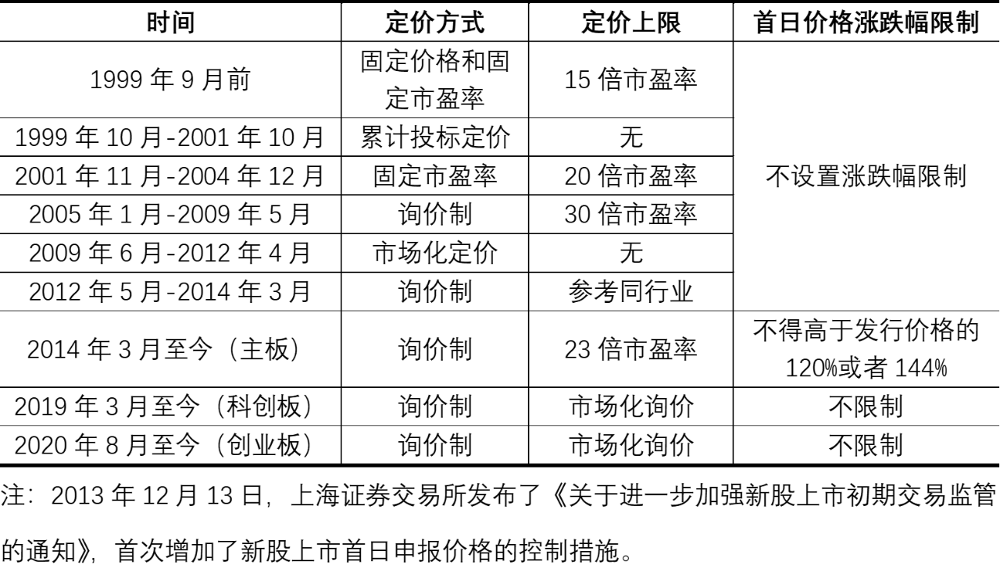 时间 定价方式 定价上限 首日价格涨跌幅限制
1999 年 9 月前 固定价格和固 15 倍市盈率
定市盈率
1999 年 10 月-2001 年 10 月 累计投标定价 无
2001 年 11 月-2004 年 12 月 固定市盈率 20 倍市盈率 不设置涨跌幅限制
2005 年 1 月-2009 年 5 月 询价制 30 倍市盈率
2009 年 6 月-2012 年 4 月 市场化定价 无
2012 年 5 月-2014 年 3 月 询价制 参考同行业
2014 年 3 月至今（主板） 询价制 23 倍市盈率 不得高于发行价格的
120%或者 144%
2019 年 3 月至今（科创板） 询价制 市场化询价 不限制
2020 年 8 月至今（创业板） 询价制 市场化询价 不限制
注：2013 年 12 月 13 日，上海证券交易所发布了《关于进一步加强新股上市初期交易监管
的通知》，首次增加了新股上市首日申报价格的控制措施。